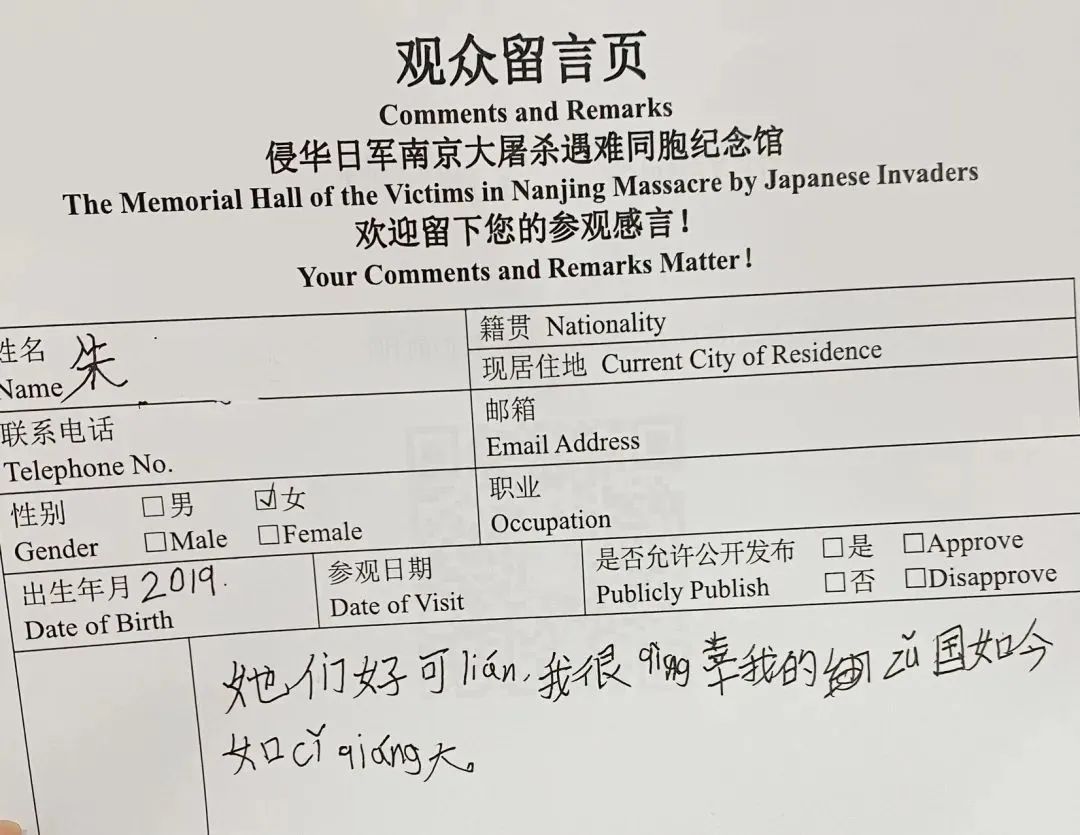 观众留言页
Comments and Remarks
侵华日军南京大屠杀遇难同胞纪念馆
The Memorial Hall of the Victims in Nanjing Massacre by Japanese Invaders
欢迎留下您的参观感言!
Your Comments and Remarks Matter!
姓名 朱
Name
籍贯 Nationality
现居住地 Current City of Residence
联系电话
Telephone No.
邮箱
Email Address
性别 □男 ☑女
Gender □Male □Female
职业
Occupation
出生年月 2019.
Date of Birth
参观日期
Date of Visit
是否允许公开发布 □是 □Approve
Publicly Publish □否 □Disapprove
她们好可lián,我很qìng幸我的zǔ国如今
如cǐ qiáng大。